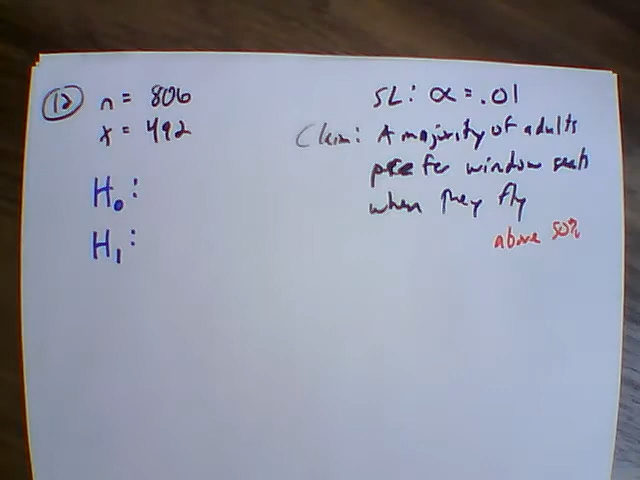 12 n = 806
x = 492
H₀:
H₁:
SL: α = .01
Claim: A majority of adults
prefer window seats
when they fly
above 50%